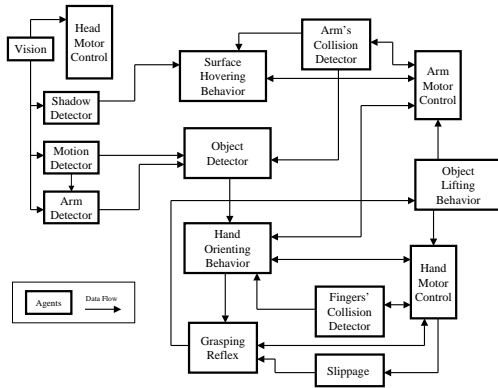 Vision
Head
Motor
Control
Surface
Hovering
Behavior
Arm's
Collision
Detector
Arm
Motor
Control
Shadow
Detector
Motion
Detector
Object
Detector
Arm
Detector
Object
Lifting
Behavior
Hand
Orienting
Behavior
Hand
Motor
Control
Fingers'
Collision
Detector
Agents
Data Flow
Grasping
Reflex
Slippage